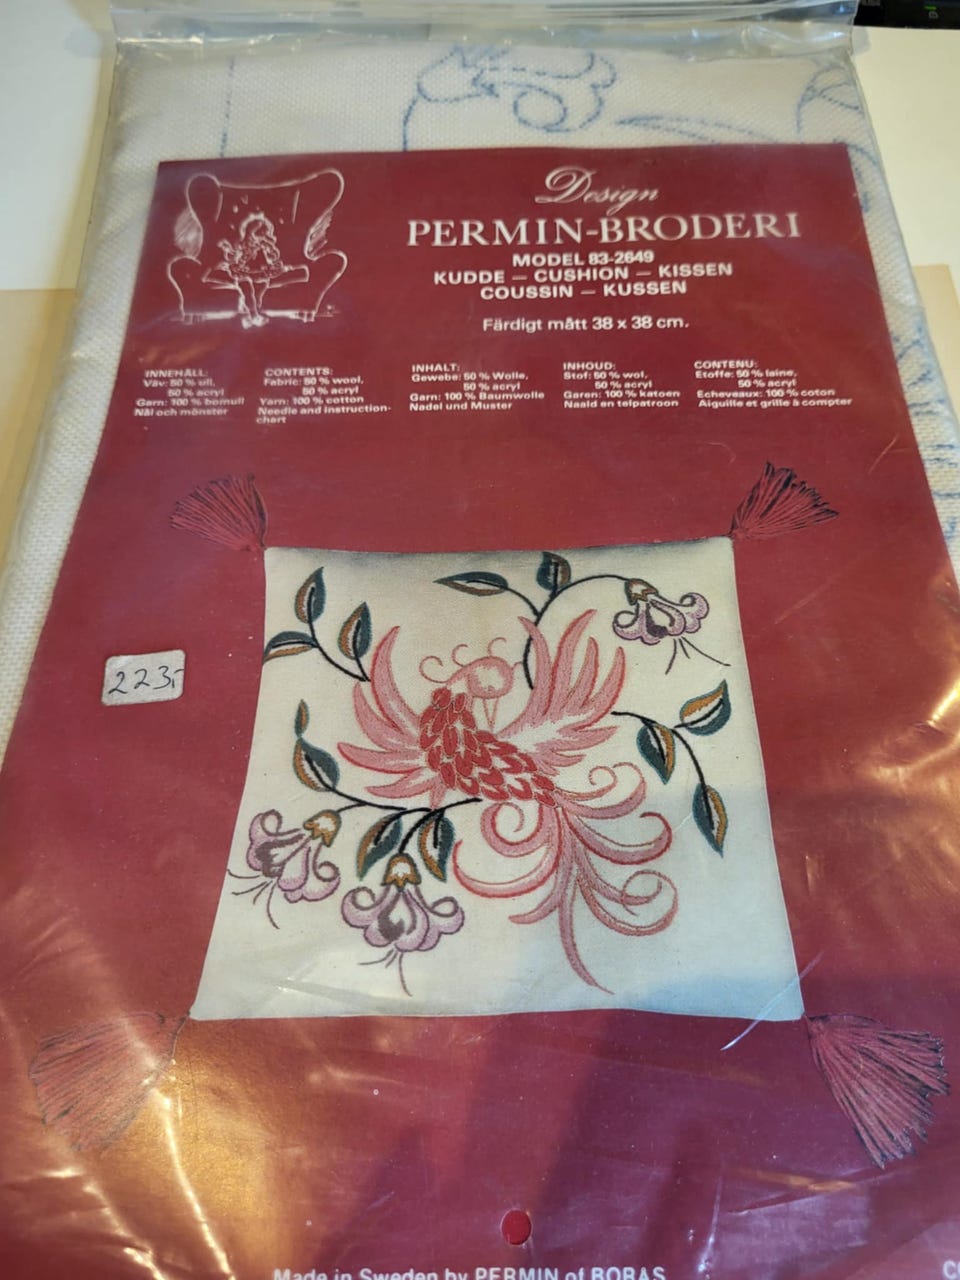 Design
PERMIN-BRODERI
MODEL 83-2649
KUDDE – CUSHION – KISSEN
COUSSIN – KUSSEN
Färdigt mått 38 x 38 cm.
INNEHÅLL:
Väv: 50 % ull,
50 % acryl
Garn: 100 % bomull
Nål och mönster
CONTENTS:
Fabric: 50 % wool,
50 % acryl
Yarn: 100 % cotton
Needle and instruction-
chart
INHALT:
Gewebe: 50 % Wolle,
50 % acryl
Garn: 100 % Baumwolle
Nadel und Muster
INHOUD:
Stof: 50 % wol,
50 % acryl
Garen: 100 % katoen
Naald en telpatroon
CONTENU:
Etoffe: 50 % laine,
50 % acryl
Echeveaux: 100 % coton
Aiguille et grille à compter
223,-
Made in Sweden by PERMIN of BORAS